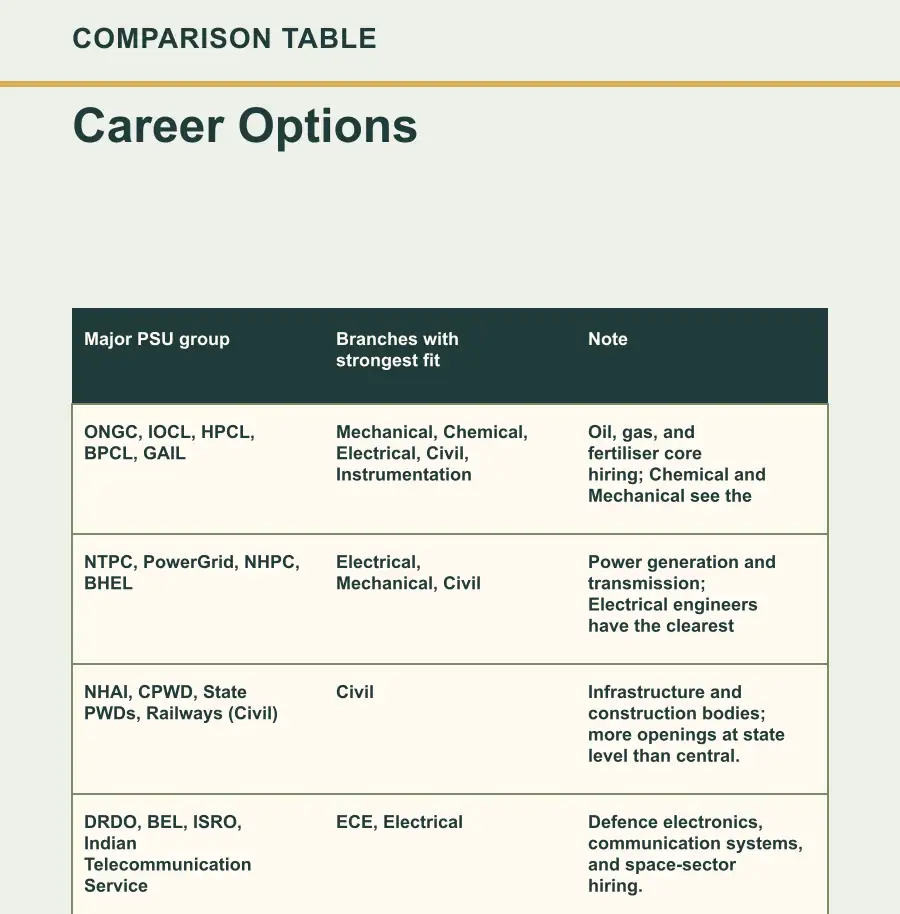 COMPARISON TABLE
Career Options
Major PSU group
Branches with
strongest fit
Note
ONGC, IOCL, HPCL,
BPCL, GAIL
Mechanical, Chemical,
Electrical, Civil,
Instrumentation
Oil, gas, and
fertiliser core
hiring; Chemical and
Mechanical see the
NTPC, PowerGrid, NHPC,
BHEL
Electrical,
Mechanical, Civil
Power generation and
transmission;
Electrical engineers
have the clearest
NHAI, CPWD, State
PWDs, Railways (Civil)
Civil
Infrastructure and
construction bodies;
more openings at state
level than central.
DRDO, BEL, ISRO,
Indian
Telecommunication
Service
ECE, Electrical
Defence electronics,
communication systems,
and space-sector
hiring.